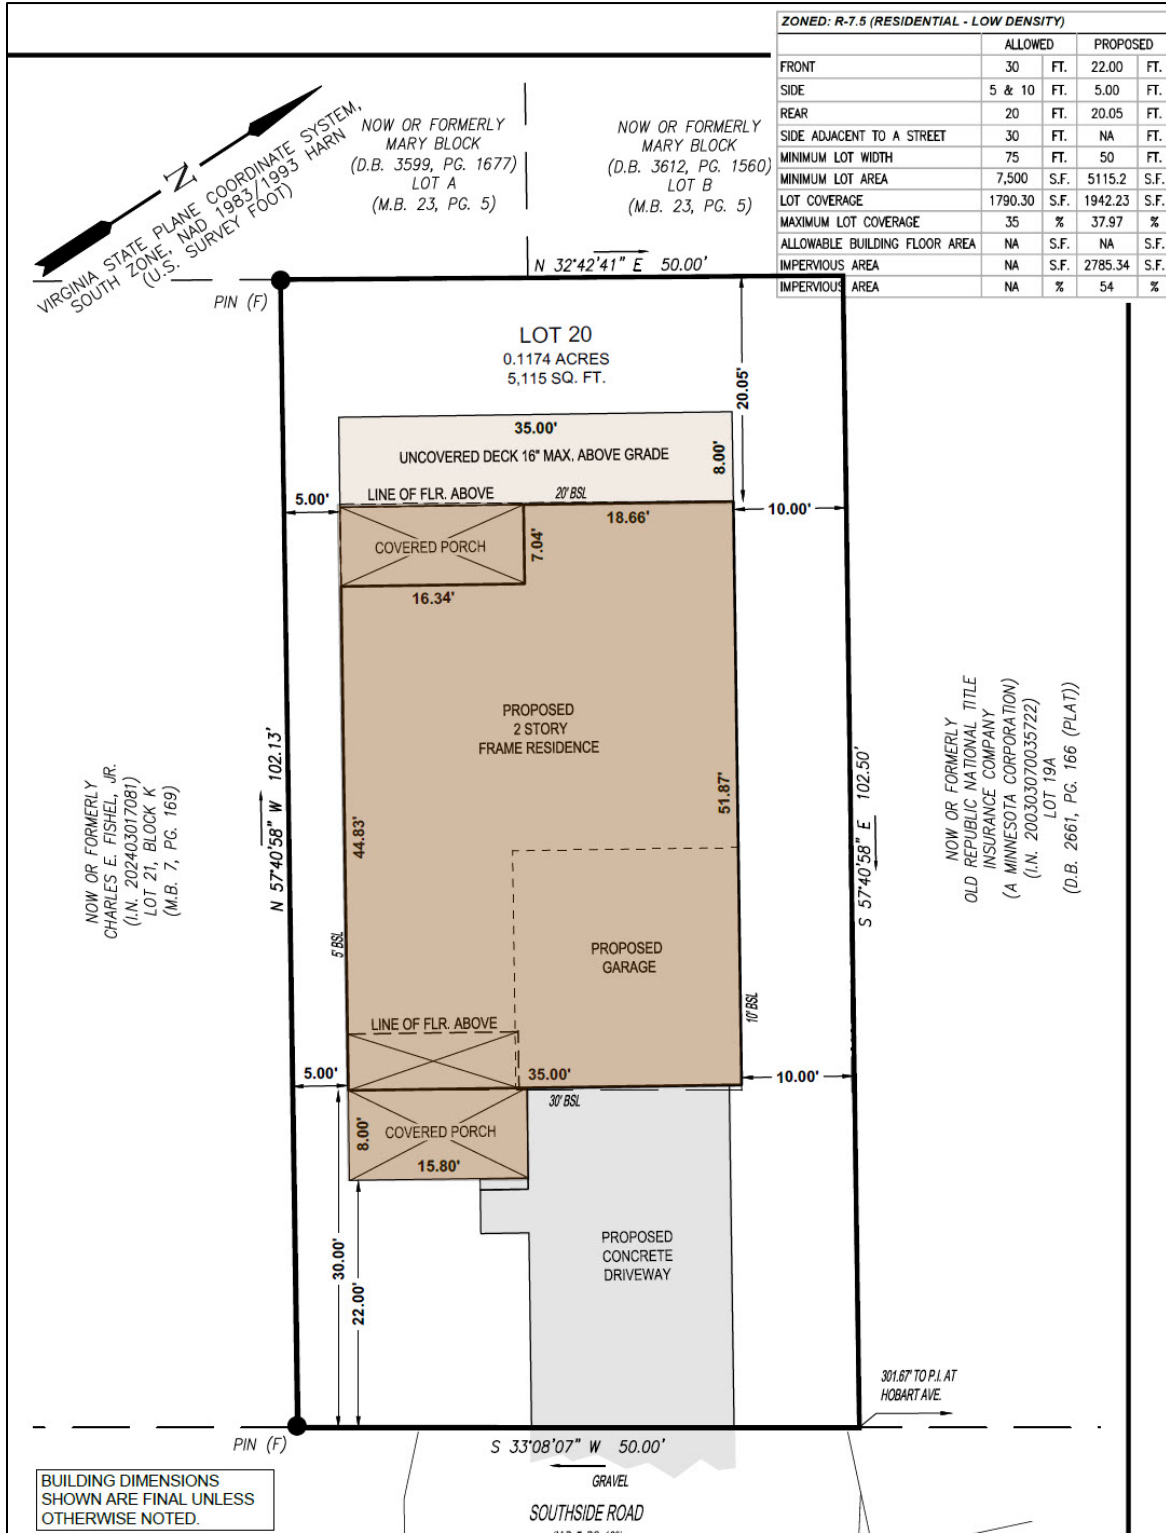 ZONED: R-7.5 (RESIDENTIAL - LOW DENSITY)
ALLOWED PROPOSED
FRONT 30 FT. 22.00 FT.
SIDE 5 & 10 FT. 5.00 FT.
REAR 20 FT. 20.05 FT.
SIDE ADJACENT TO A STREET 30 FT. NA FT.
MINIMUM LOT WIDTH 75 FT. 50 FT.
MINIMUM LOT AREA 7,500 S.F. 5115.2 S.F.
LOT COVERAGE 1790.30 S.F. 1942.23 S.F.
MAXIMUM LOT COVERAGE 35 % 37.97 %
ALLOWABLE BUILDING FLOOR AREA NA S.F. NA S.F.
IMPERVIOUS AREA NA S.F. 2785.34 S.F.
IMPERVIOUS AREA NA % 54 %
N
VIRGINIA STATE PLANE COORDINATE SYSTEM,
SOUTH ZONE, NAD 1983/1993 HARN
(U.S. SURVEY FOOT)
NOW OR FORMERLY
MARY BLOCK
(D.B. 3599, PG. 1677)
LOT A
(M.B. 23, PG. 5)
NOW OR FORMERLY
MARY BLOCK
(D.B. 3612, PG. 1560)
LOT B
(M.B. 23, PG. 5)
N 32°42'41" E 50.00'
PIN (F)
LOT 20
0.1174 ACRES
5,115 SQ. FT.
20.05'
35.00'
UNCOVERED DECK 16" MAX. ABOVE GRADE
8.00'
5.00'
LINE OF FLR. ABOVE
20' BSL
18.66'
10.00'
COVERED PORCH
7.04'
16.34'
PROPOSED
2 STORY
FRAME RESIDENCE
N 57°40'58" W 102.13'
44.83'
51.87'
S 57°40'58" E 102.50'
NOW OR FORMERLY
CHARLES E. FISHEL, JR.
(I.N. 202403017081)
LOT 21, BLOCK K
(M.B. 7, PG. 169)
NOW OR FORMERLY
OLD REPUBLIC NATIONAL TITLE
INSURANCE COMPANY
(A MINNESOTA CORPORATION)
(I.N. 20030307003­5722)
LOT 19A
(D.B. 2661, PG. 166 (PLAT))
5' BSL
PROPOSED
GARAGE
10' BSL
LINE OF FLR. ABOVE
5.00'
35.00'
10.00'
30' BSL
8.00'
COVERED PORCH
15.80'
30.00'
22.00'
PROPOSED
CONCRETE
DRIVEWAY
301.67' TO P.I. AT
HOBART AVE.
PIN (F)
S 33°08'07" W 50.00'
GRAVEL
SOUTHSIDE ROAD
BUILDING DIMENSIONS
SHOWN ARE FINAL UNLESS
OTHERWISE NOTED.